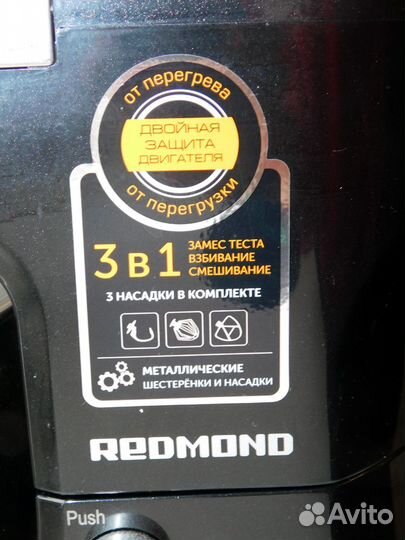 от перегрева
ДВОЙНАЯ
ЗАЩИТА
ДВИГАТЕЛЯ
от перегрузки
3 в 1
ЗАМЕС ТЕСТА
ВЗБИВАНИЕ
СМЕШИВАНИЕ
3 НАСАДКИ В КОМПЛЕКТЕ
МЕТАЛЛИЧЕСКИЕ
ШЕСТЕРЁНКИ И НАСАДКИ
REDMOND
Push
Avito